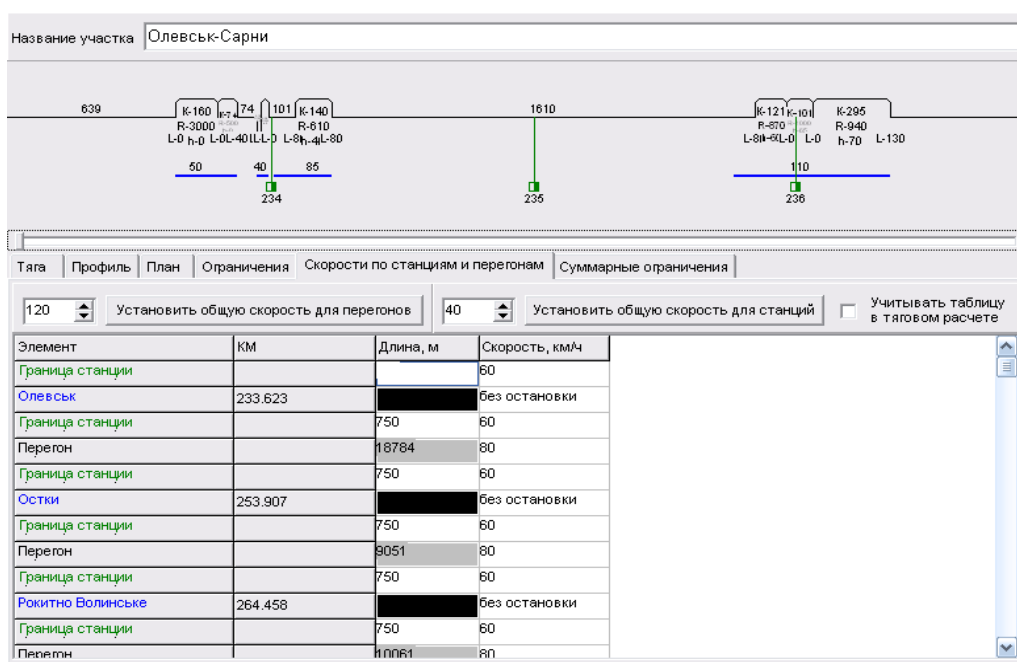 Название участка Олевськ-Сарни
639 К-160 74 101 К-140 1610 К-121 К-101 К-295
R-3000 R-610 R-870 R-940
L-0 h-0 L-0 L-80 h-70 L-130
50 40 85 110
234 235 236
Тяга Профиль План Ограничения Скорости по станциям и перегонам Суммарные ограничения
120 Установить общую скорость для перегонов 40 Установить общую скорость для станций Учитывать таблицу
в тяговом расчете
Элемент КМ Длина, м Скорость, км/ч
Граница станции 60
Олевськ 233.623 без остановки
Граница станции 750 60
Перегон 18784 80
Граница станции 750 60
Остки 253.907 без остановки
Граница станции 750 60
Перегон 9051 80
Граница станции 750 60
Рокитно Волинське 264.458 без остановки
Граница станции 750 60
Перегон 10061 80